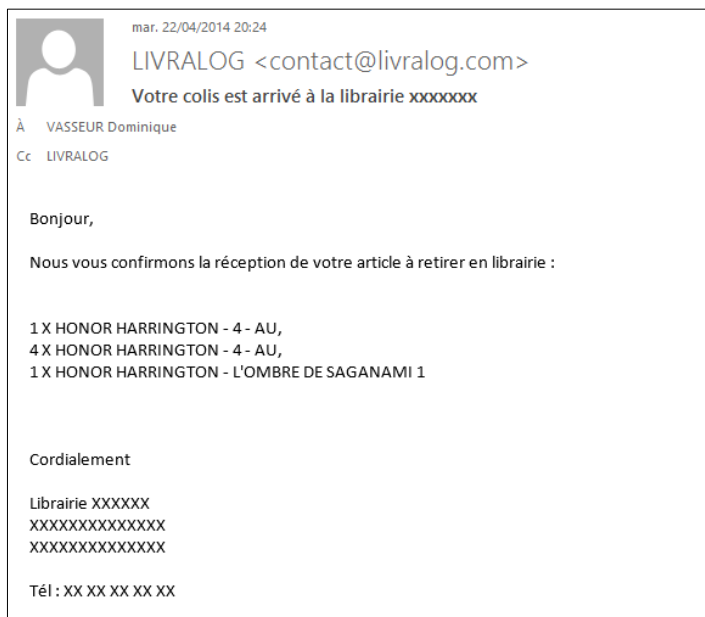 mar. 22/04/2014 20:24
LIVRALOG <contact@livralog.com>
Votre colis est arrivé à la librairie xxxxxxx
À VASSEUR Dominique
Cc LIVRALOG
Bonjour,
Nous vous confirmons la réception de votre article à retirer en librairie :
1 X HONOR HARRINGTON - 4 - AU,
4 X HONOR HARRINGTON - 4 - AU,
1 X HONOR HARRINGTON - L'OMBRE DE SAGANAMI 1
Cordialement
Librairie XXXXXX
XXXXXXXXXXXXXX
XXXXXXXXXXXXXX
Tél : XX XX XX XX XX